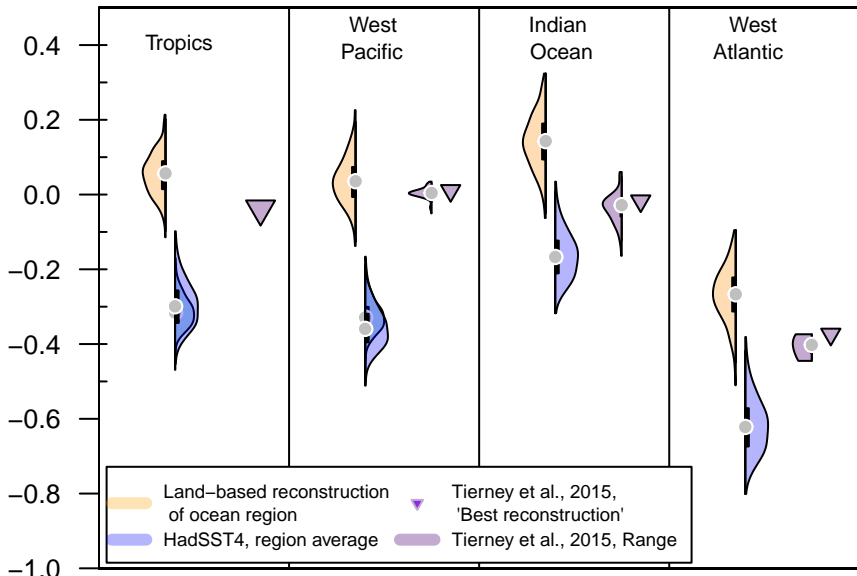 0.4
0.2
0.0
−0.2
−0.4
−0.6
−0.8
−1.0
Tropics
West
Pacific
Indian
Ocean
West
Atlantic
Land−based reconstruction
of ocean region
HadSST4, region average
Tierney et al., 2015,
'Best reconstruction'
Tierney et al., 2015, Range